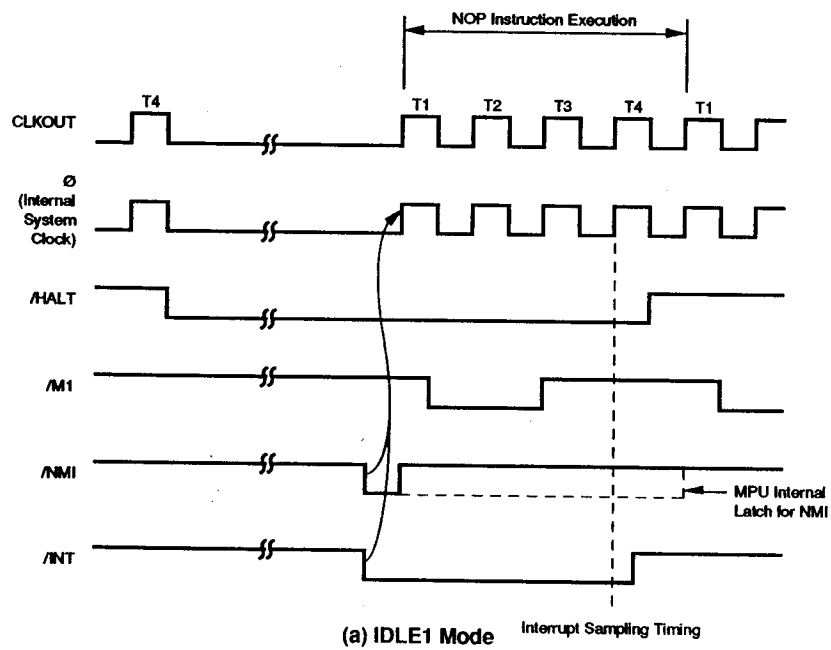 NOP Instruction Execution
T4 T1 T2 T3 T4 T1
CLKOUT
Ø
(Internal
System
Clock)
/HALT
/M1
/NMI
MPU Internal
Latch for NMI
/INT
(a) IDLE1 Mode
Interrupt Sampling Timing